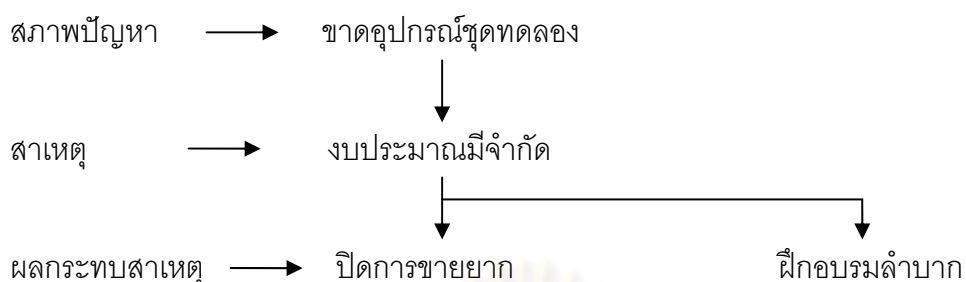 สภาพปัญหา ขาดอุปกรณ์ชุดทดลอง
สาเหตุ งบประมาณมีจำกัด
ผลกระทบสาเหตุ ปิดการขายยาก ฝึกอบรมลำบาก